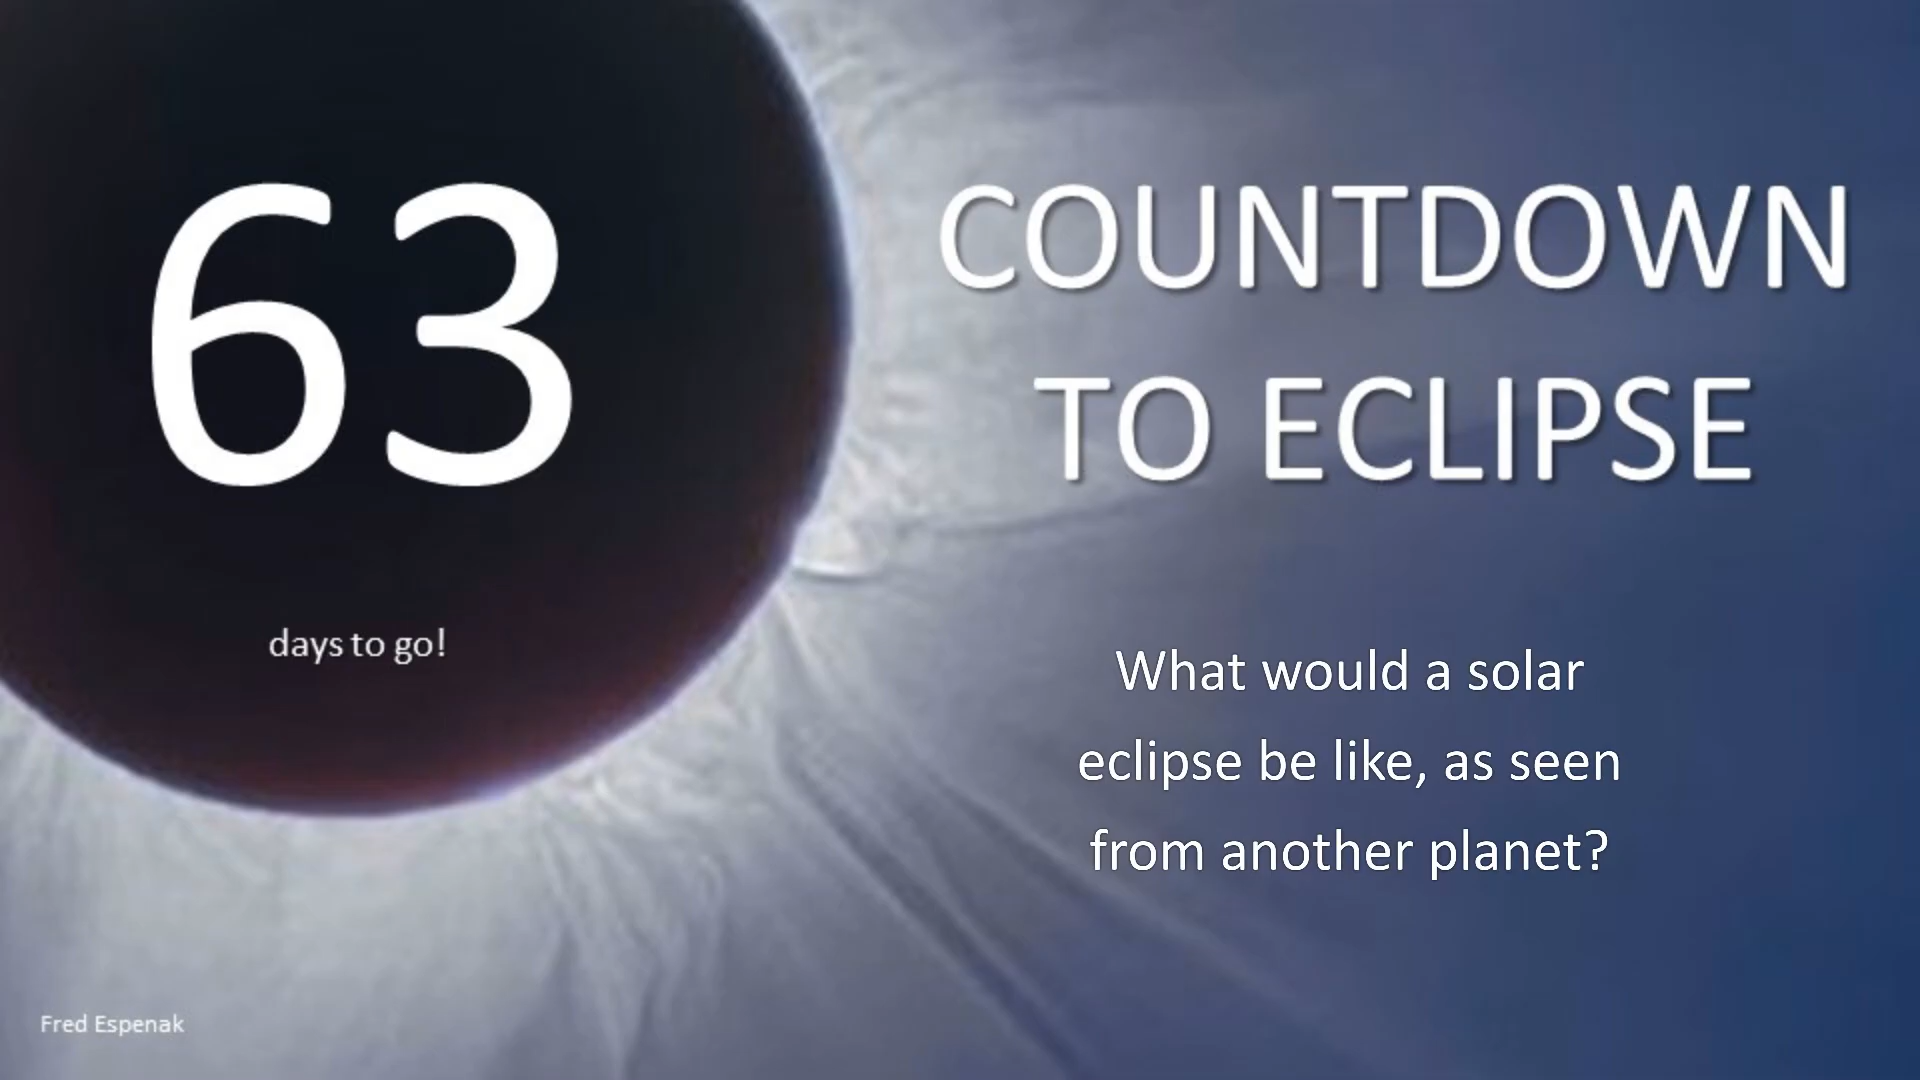 63
days to go!
COUNTDOWN
TO ECLIPSE
What would a solar
eclipse be like, as seen
from another planet?
Fred Espenak